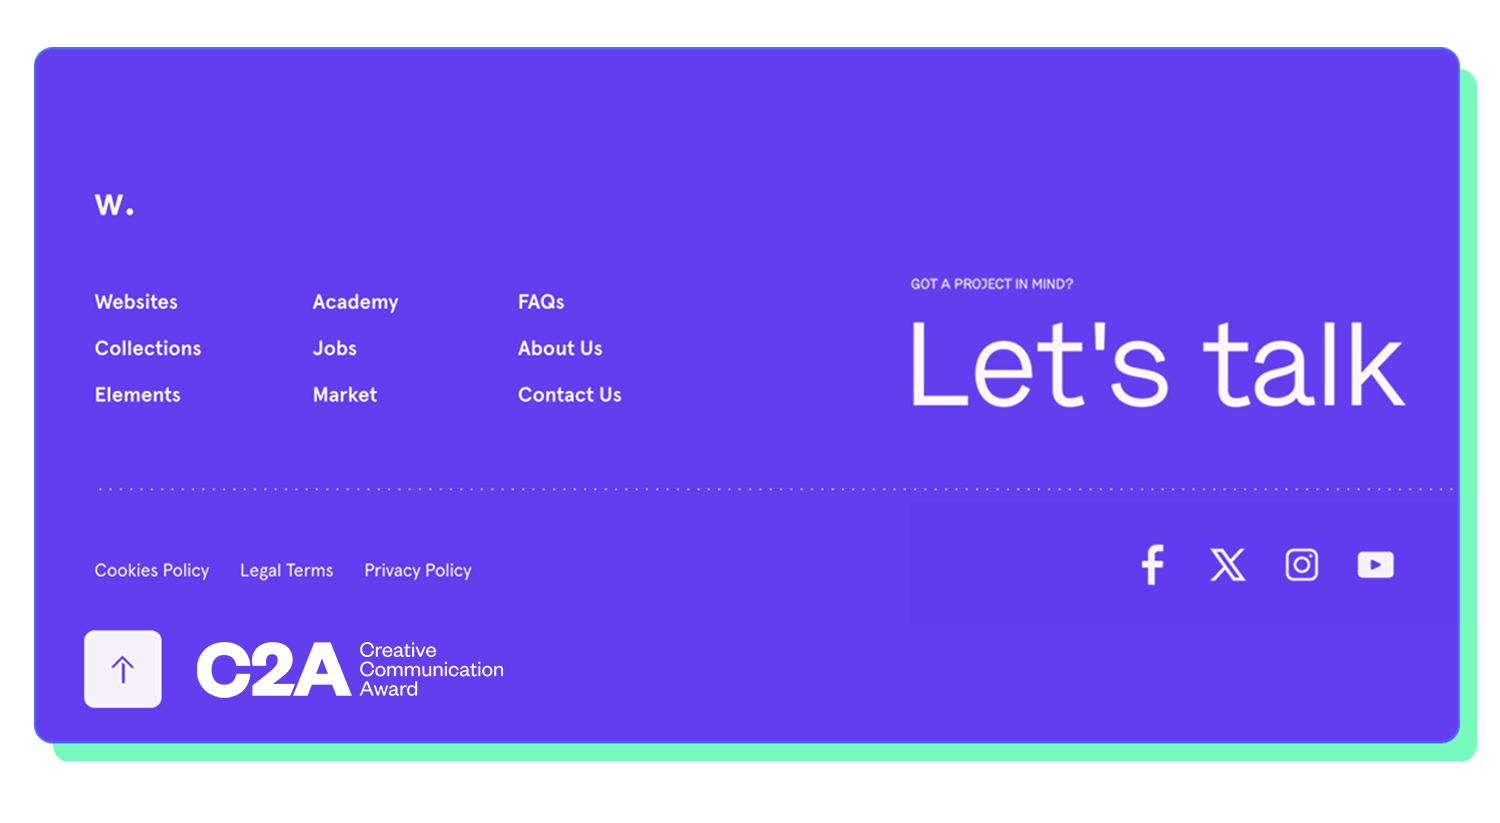 w.
Websites
Collections
Elements
Academy
Jobs
Market
FAQs
About Us
Contact Us
GOT A PROJECT IN MIND?
Let's talk
Cookies Policy
Legal Terms
Privacy Policy
C2A
Creative
Communication
Award